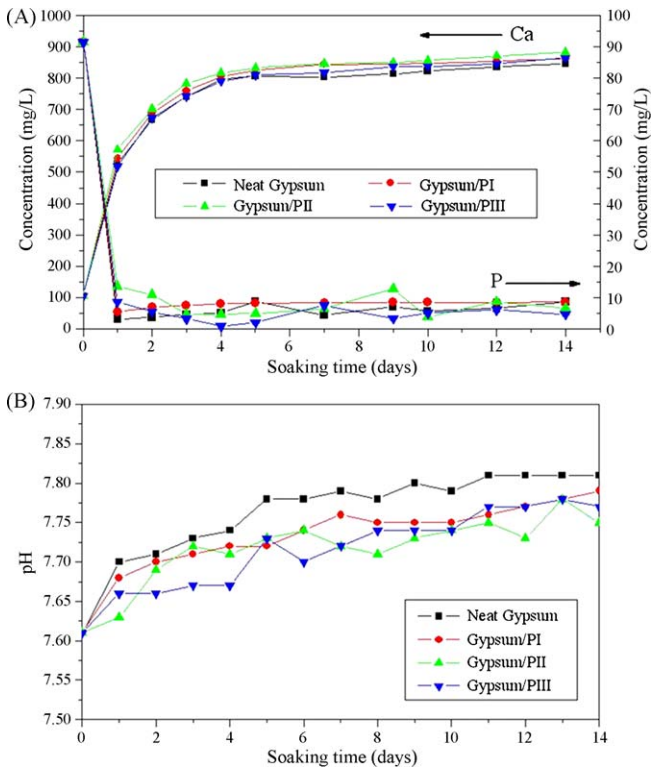 (A)
1000
900
800
700
600
500
400
300
200
100
0
Concentration (mg/L)
100
90
80
70
60
50
40
30
20
10
0
Concentration (mg/L)
Ca
Neat Gypsum Gypsum/PI
Gypsum/PII Gypsum/PIII
P
0 2 4 6 8 10 12 14
Soaking time (days)
(B)
7.90
7.85
7.80
7.75
7.70
7.65
7.60
7.55
7.50
pH
Neat Gypsum
Gypsum/PI
Gypsum/PII
Gypsum/PIII
0 2 4 6 8 10 12 14
Soaking time (days)